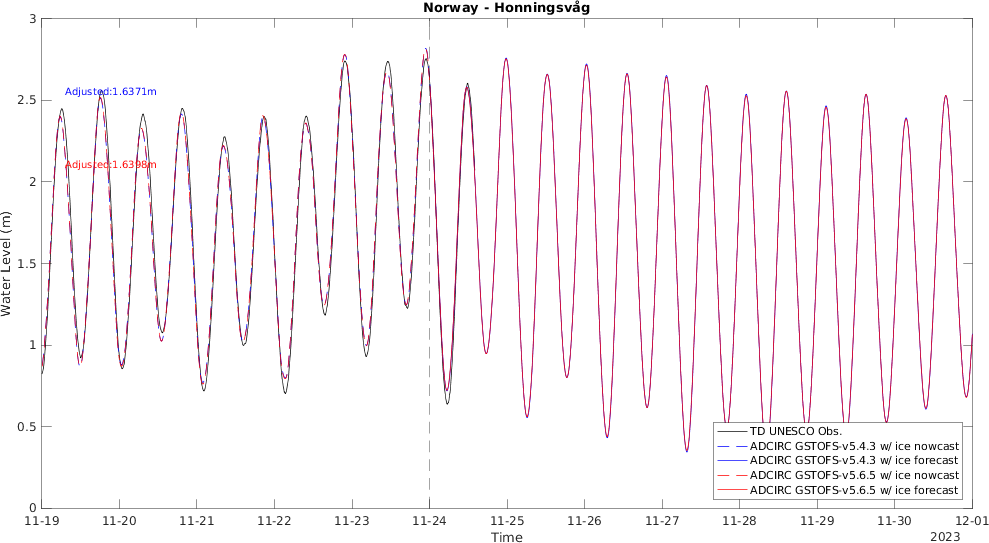 Norway - Honningsvåg
3
2.5
2
1.5
1
0.5
0
Water Level (m)
Adjusted:1.6371m
Adjusted:1.6398m
TD UNESCO Obs.
ADCIRC GSTOFS-v5.4.3 w/ ice nowcast
ADCIRC GSTOFS-v5.4.3 w/ ice forecast
ADCIRC GSTOFS-v5.6.5 w/ ice nowcast
ADCIRC GSTOFS-v5.6.5 w/ ice forecast
11-19 11-20 11-21 11-22 11-23 11-24 11-25 11-26 11-27 11-28 11-29 11-30 12-01
Time
2023